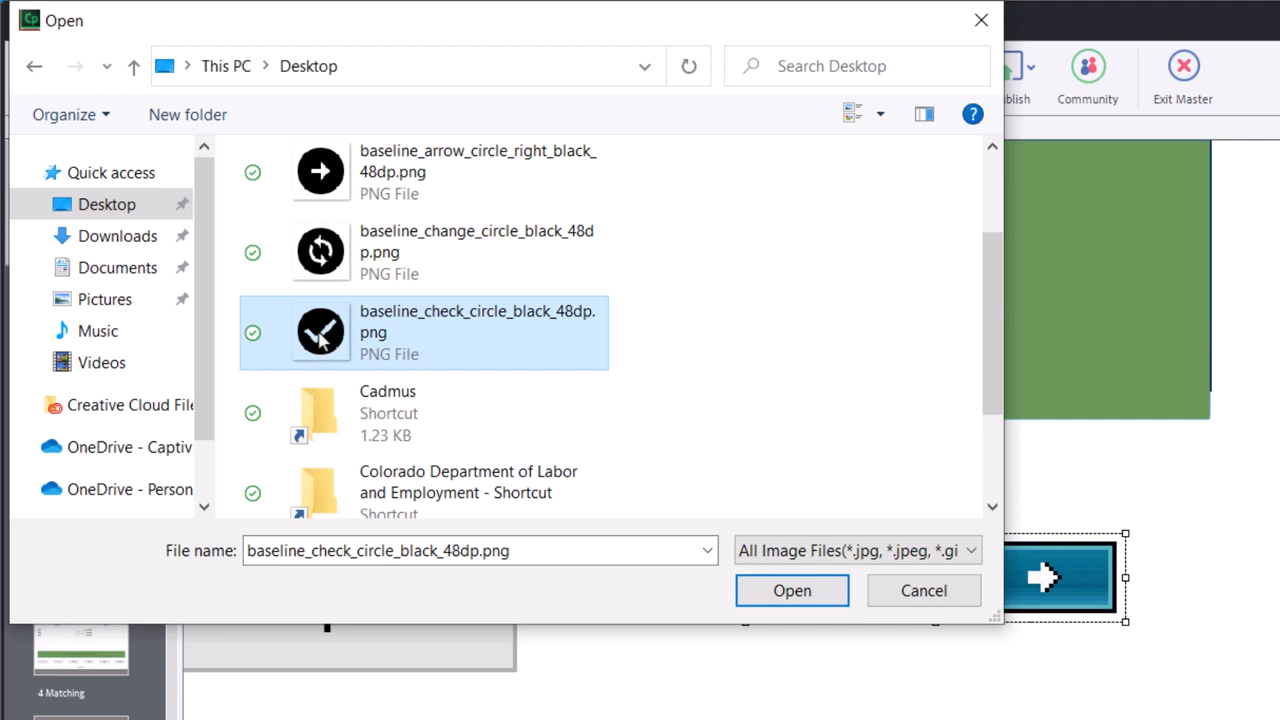 Cp Open
This PC Desktop
Search Desktop
blish
Community
Exit Master
Organize
New folder
?
Quick access
Desktop
Downloads
Documents
Pictures
Music
Videos
Creative Cloud File
OneDrive - Captiv
OneDrive - Person
baseline_arrow_circle_right_black_
48dp.png
PNG File
baseline_change_circle_black_48d
p.png
PNG File
baseline_check_circle_black_48dp.
png
PNG File
Cadmus
Shortcut
1.23 KB
Colorado Department of Labor
and Employment - Shortcut
Shortcut
File name:
baseline_check_circle_black_48dp.png
All Image Files(*.jpg, *.jpeg, *.gi
Open
Cancel
4 Matching